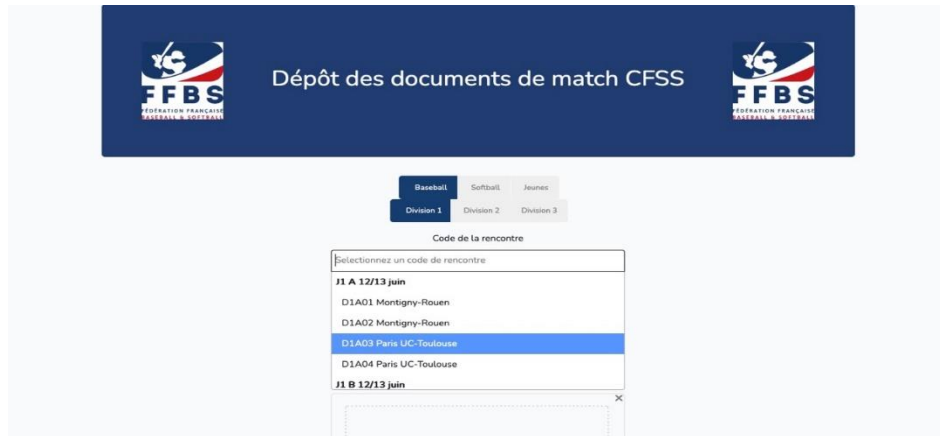 FFBS
FÉDÉRATION FRANÇAISE
BASEBALL & SOFTBALL
Dépôt des documents de match CFSS
FFBS
FÉDÉRATION FRANÇAISE
BASEBALL & SOFTBALL
Baseball Softball Jeunes
Division 1 Division 2 Division 3
Code de la rencontre
Selectionnez un code de rencontre
J1 A 12/13 juin
D1A01 Montigny-Rouen
D1A02 Montigny-Rouen
D1A03 Paris UC-Toulouse
D1A04 Paris UC-Toulouse
J1 B 12/13 juin
×